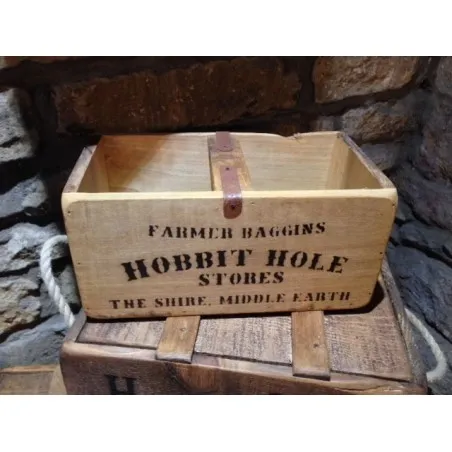 FARMER BAGGINS
HOBBIT HOLE
STORES
THE SHIRE, MIDDLE EARTH
H